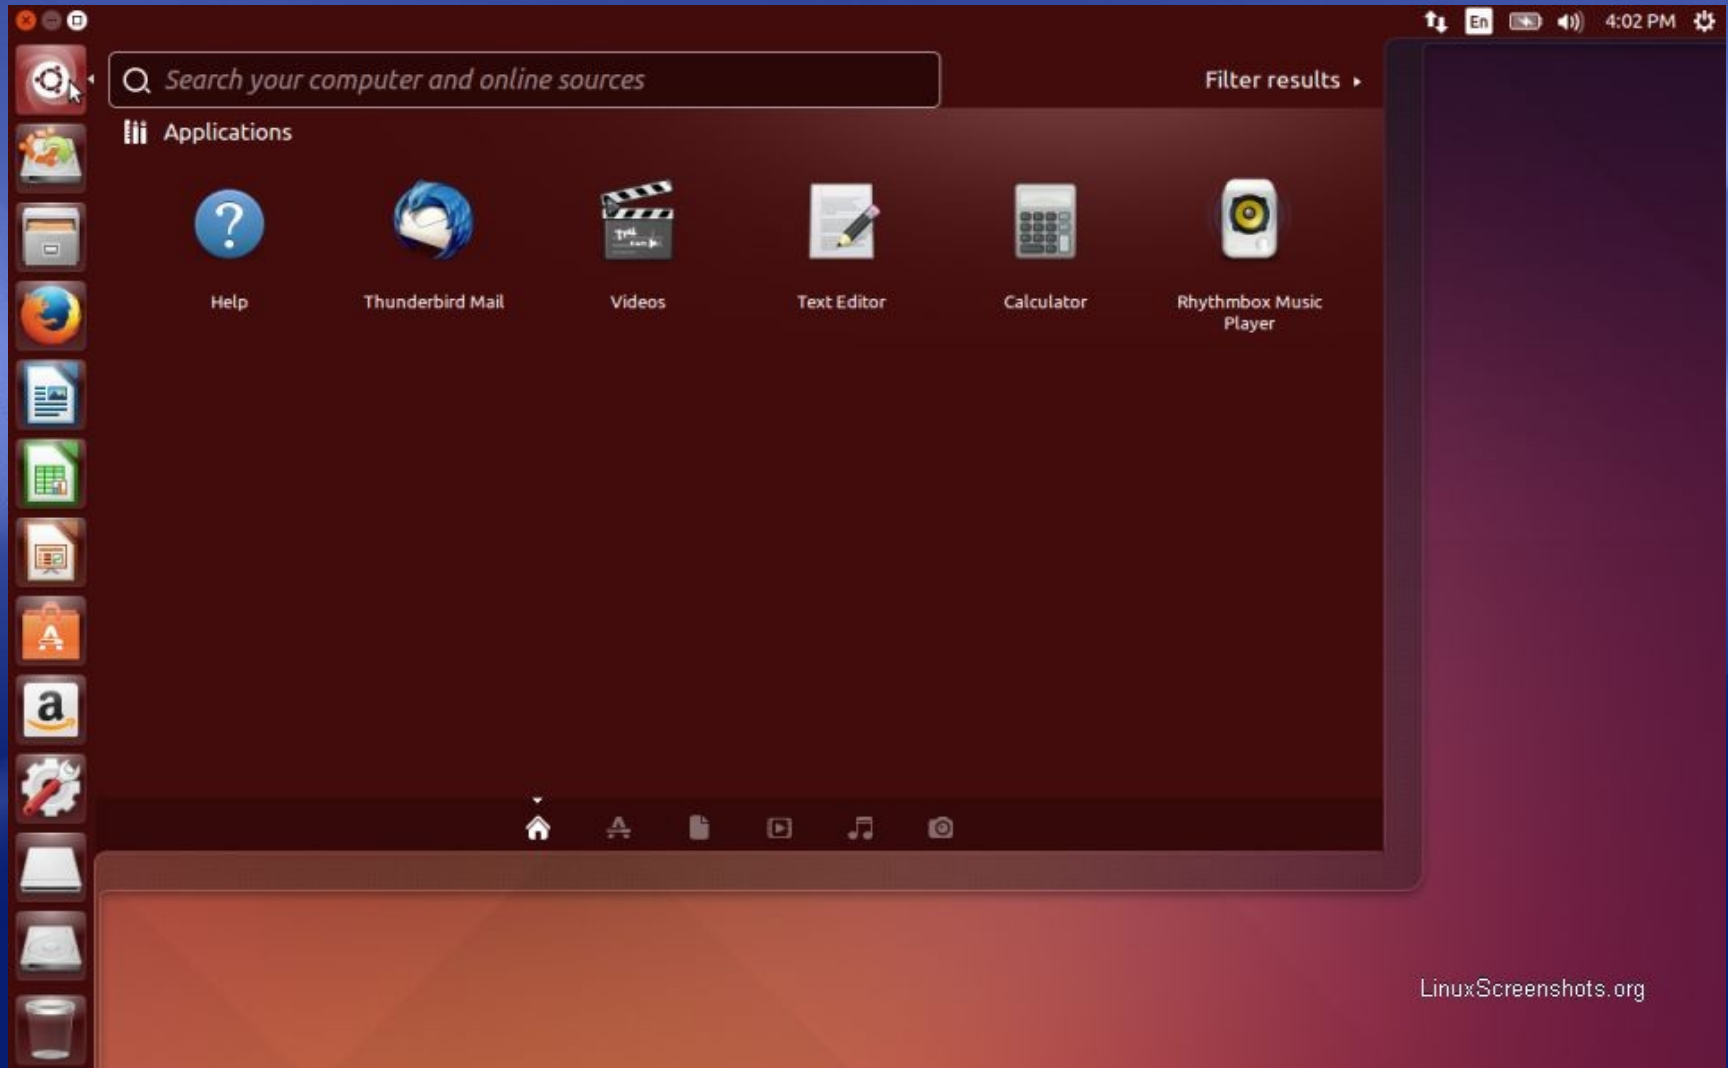 En
4:02 PM
Search your computer and online sources
Filter results
Applications
Help
Thunderbird Mail
Videos
Text Editor
Calculator
Rhythmbox Music
Player
a
LinuxScreenshots.org